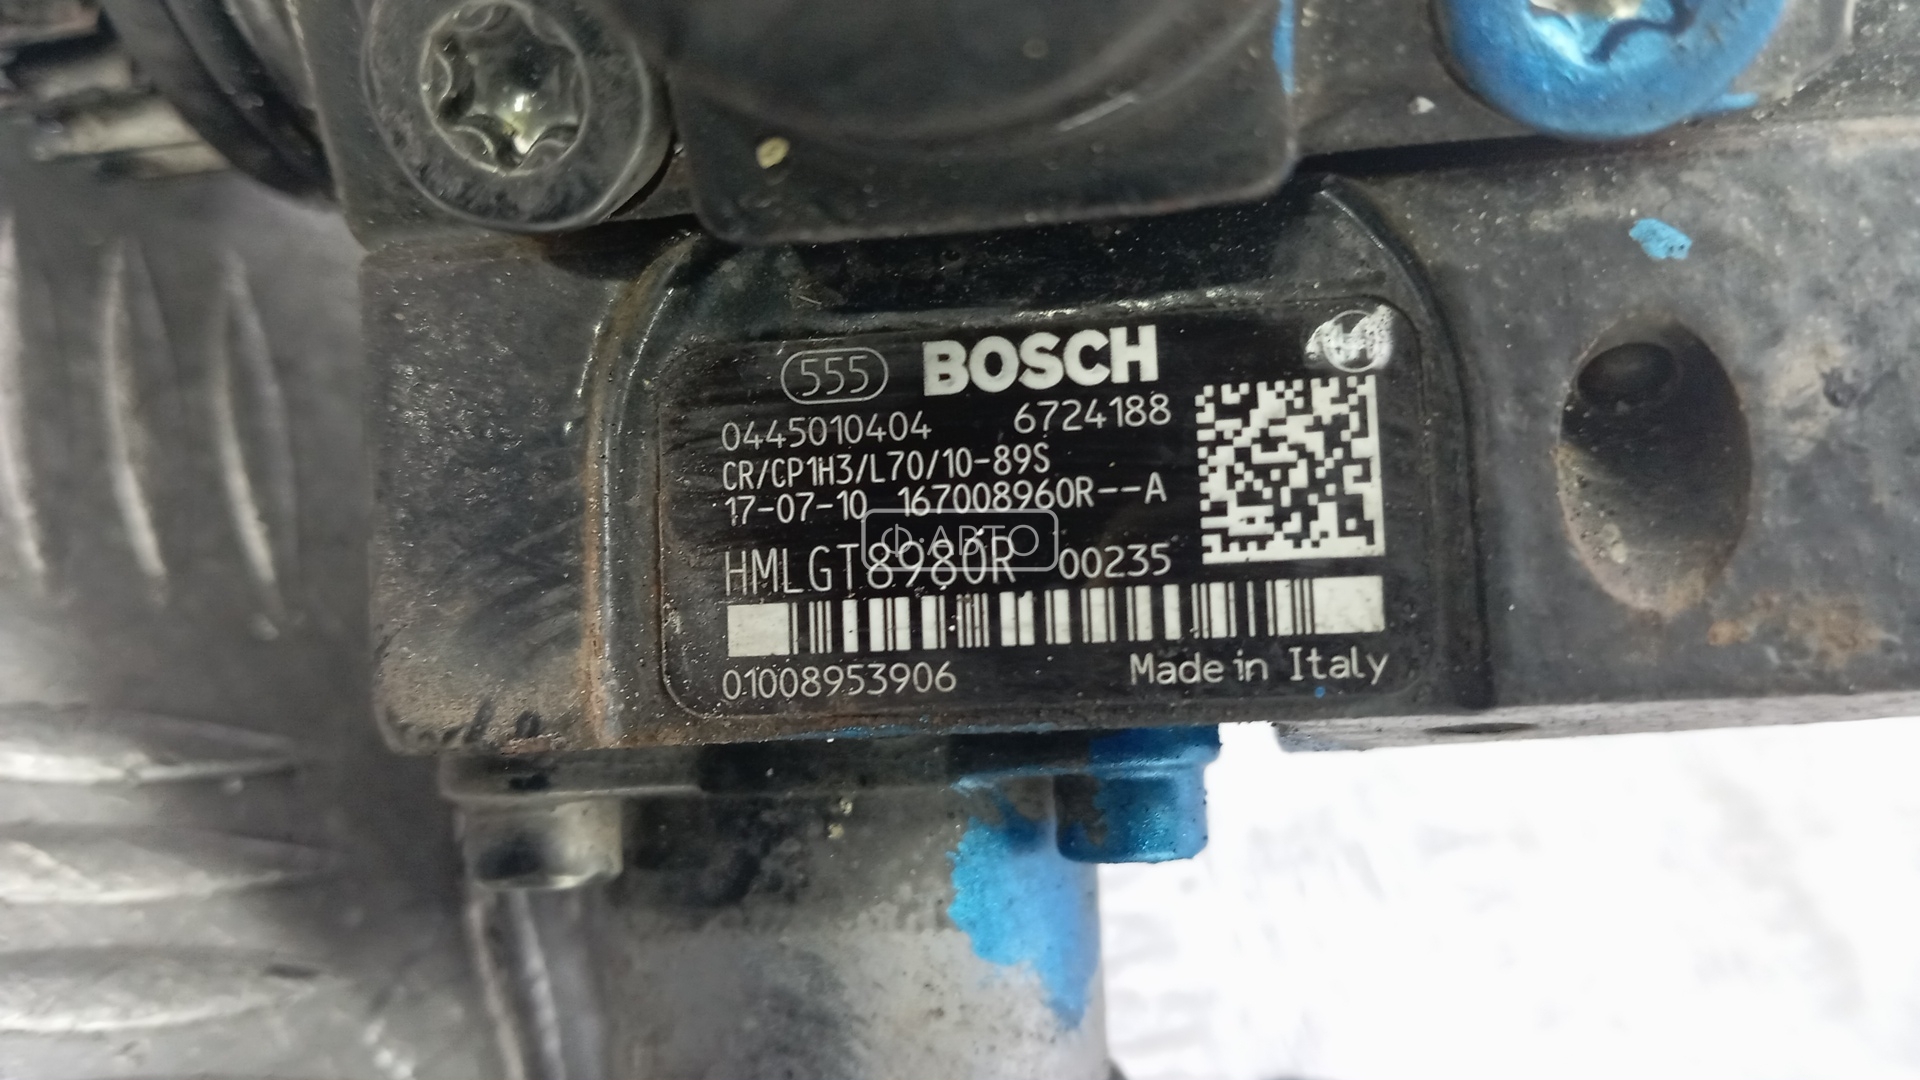 555 BOSCH
0445010404 6724188
CR/CP1H3/L70/10-89S
17-07-10 167008960R--A
HMLGT8980R 00235
АРТО
01008953906
Made in Italy